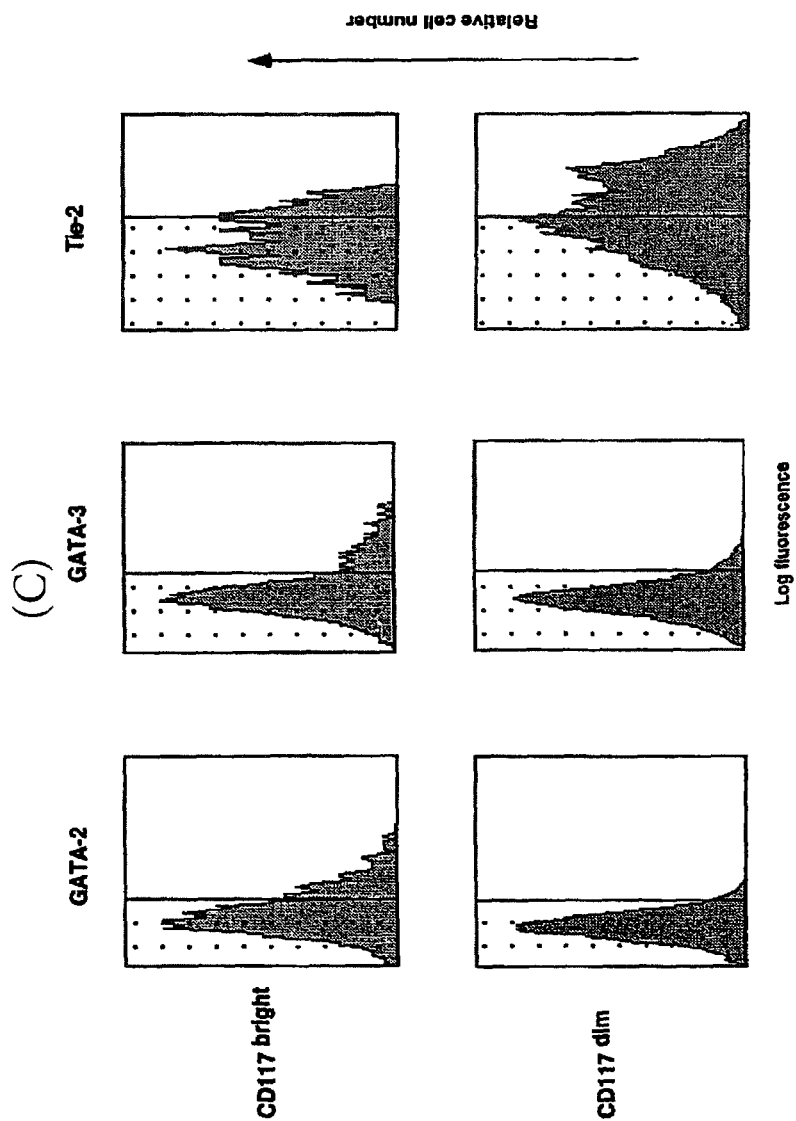 (C)
GATA-2
GATA-3
Tie-2
CD117 bright
CD117 dim
Log fluorescence
Relative cell number